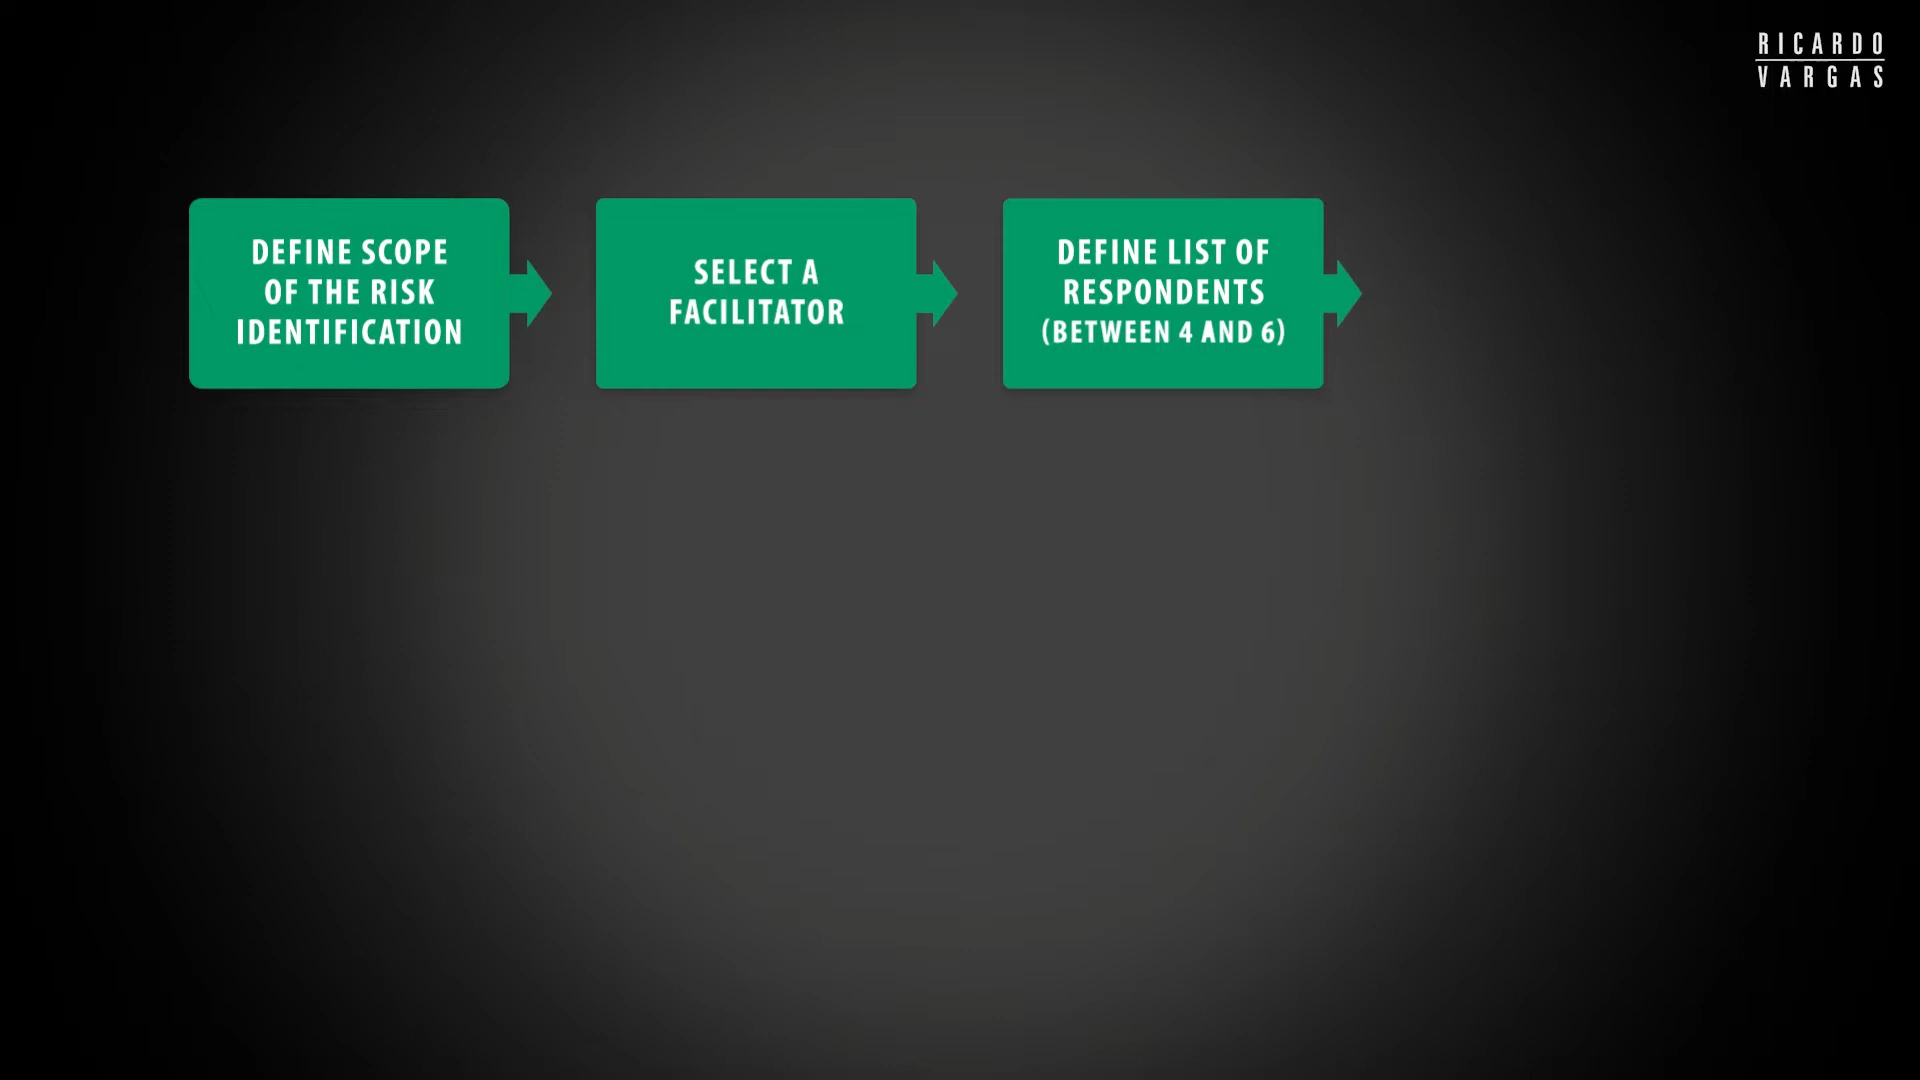 RICARDO
VARGAS
DEFINE SCOPE
OF THE RISK
IDENTIFICATION
SELECT A
FACILITATOR
DEFINE LIST OF
RESPONDENTS
(BETWEEN 4 AND 6)